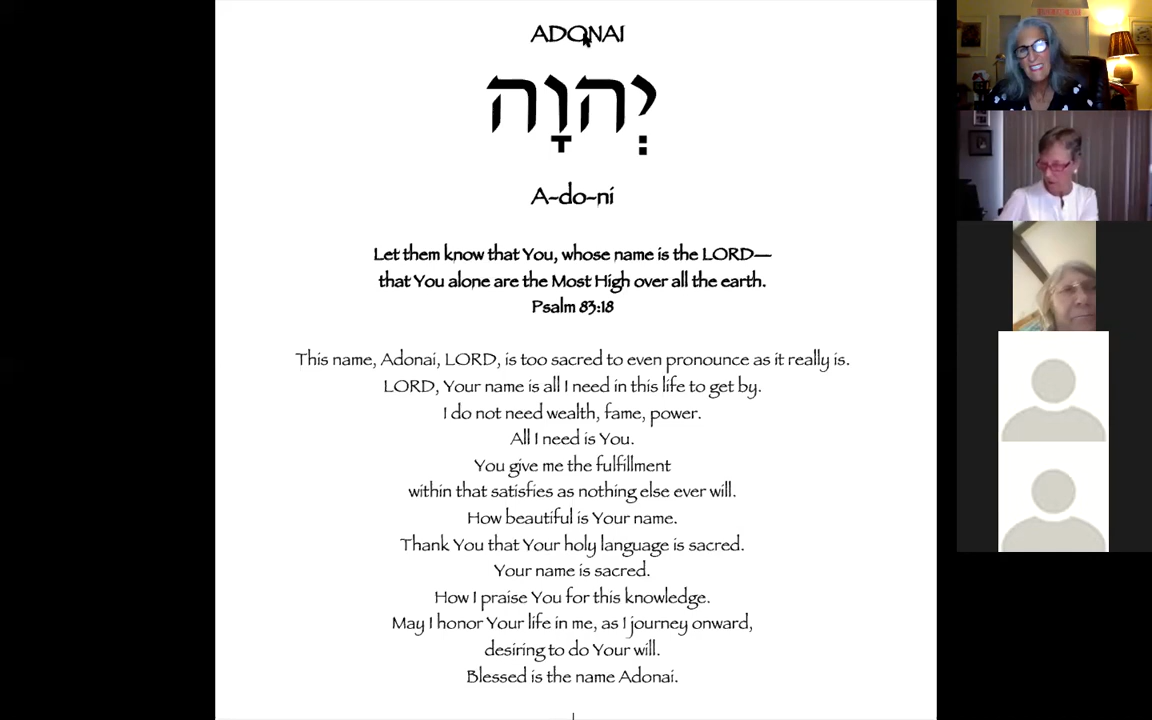 ADONAI
יְהוָה
A-do-ni
Let them know that You, whose name is the LORD—
that You alone are the Most High over all the earth.
Psalm 83:18
This name, Adonai, LORD, is too sacred to even pronounce as it really is.
LORD, Your name is all I need in this life to get by.
I do not need wealth, fame, power.
All I need is You.
You give me the fulfillment
within that satisfies as nothing else ever will.
How beautiful is Your name.
Thank You that Your holy language is sacred.
Your name is sacred.
How I praise You for this knowledge.
May I honor Your life in me, as I journey onward,
desiring to do Your will.
Blessed is the name Adonai.